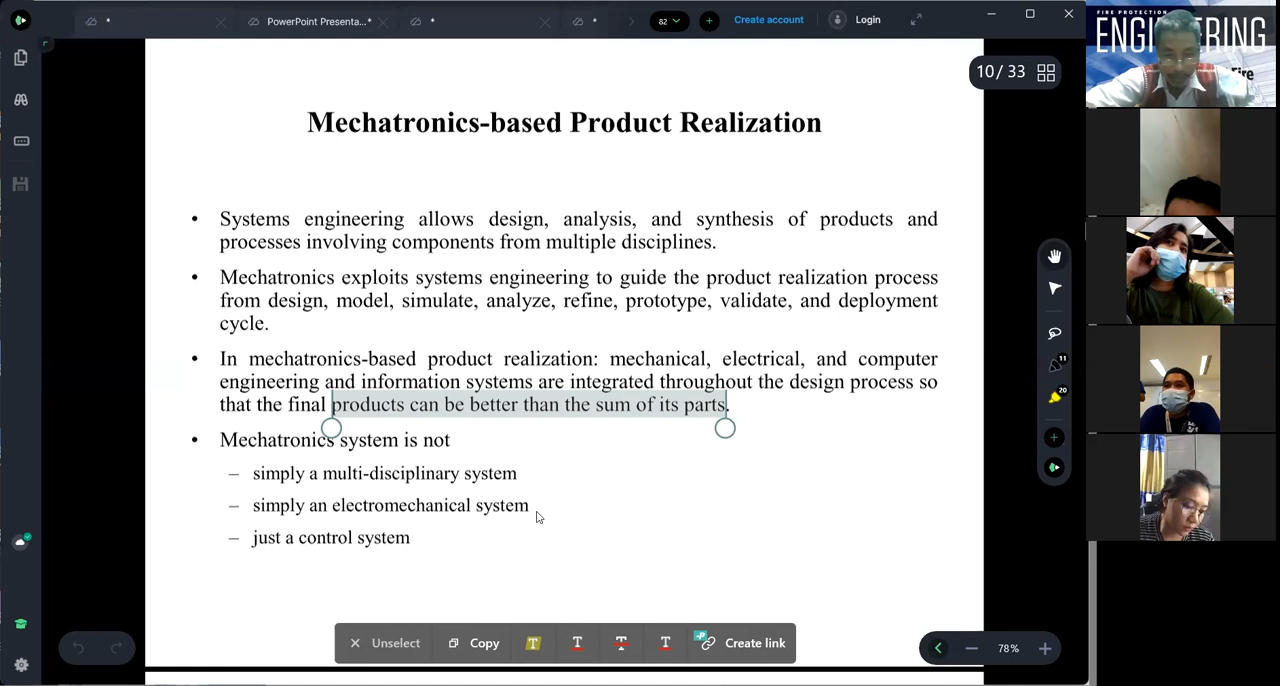 *
PowerPoint Presenta...*
*
*
82
Create account
Login
10 / 33
Mechatronics-based Product Realization
• Systems engineering allows design, analysis, and synthesis of products and
processes involving components from multiple disciplines.
• Mechatronics exploits systems engineering to guide the product realization process
from design, model, simulate, analyze, refine, prototype, validate, and deployment
cycle.
• In mechatronics-based product realization: mechanical, electrical, and computer
engineering and information systems are integrated throughout the design process so
that the final products can be better than the sum of its parts.
• Mechatronics system is not
– simply a multi-disciplinary system
– simply an electromechanical system
– just a control system
Unselect
Copy
T
T
T
T
Create link
78%
11
20
FIRE PROTECTION